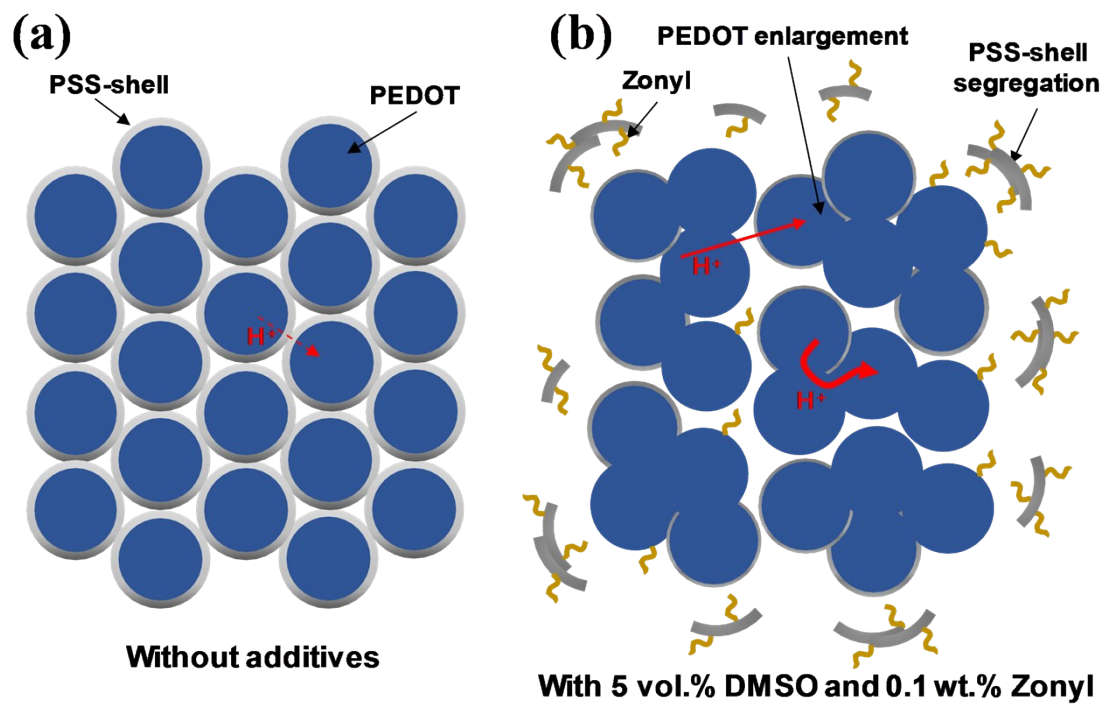 (a)
PSS-shell
PEDOT
H+
Without additives
(b)
PEDOT enlargement
Zonyl
PSS-shell
segregation
H+
H+
With 5 vol.% DMSO and 0.1 wt.% Zonyl